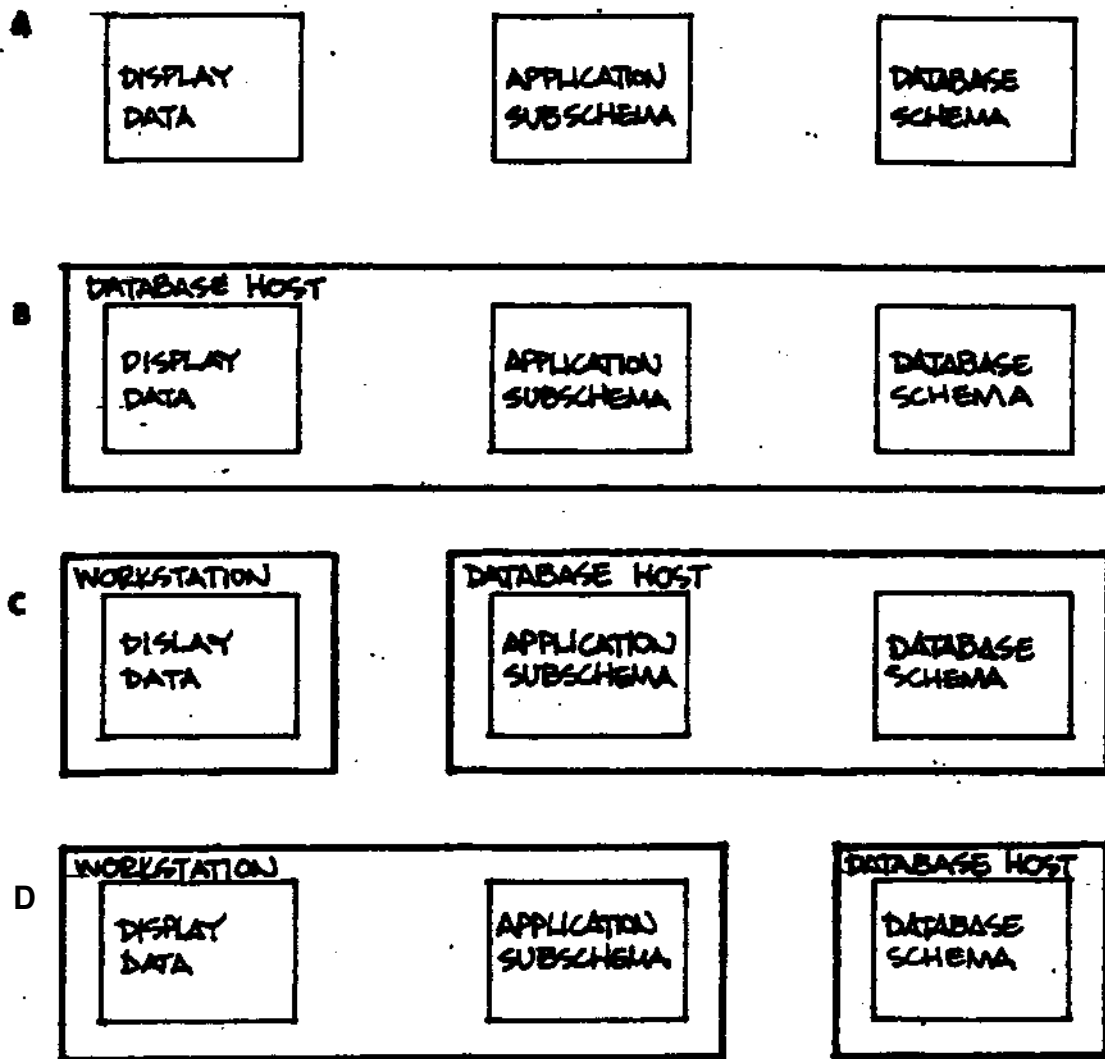 A
DISPLAY
DATA
APPLICATION
SUBSCHEMA
DATABASE
SCHEMA
DATABASE HOST
B
DISPLAY
DATA
APPLICATION
SUBSCHEMA
DATABASE
SCHEMA
WORKSTATION
DATABASE HOST
C
DISLAY
DATA
APPLICATION
SUBSCHEMA
DATABASE
SCHEMA
WORKSTATION
DATABASE HOST
D
DISPLAY
DATA
APPLICATION
SUBSCHEMA
DATABASE
SCHEMA